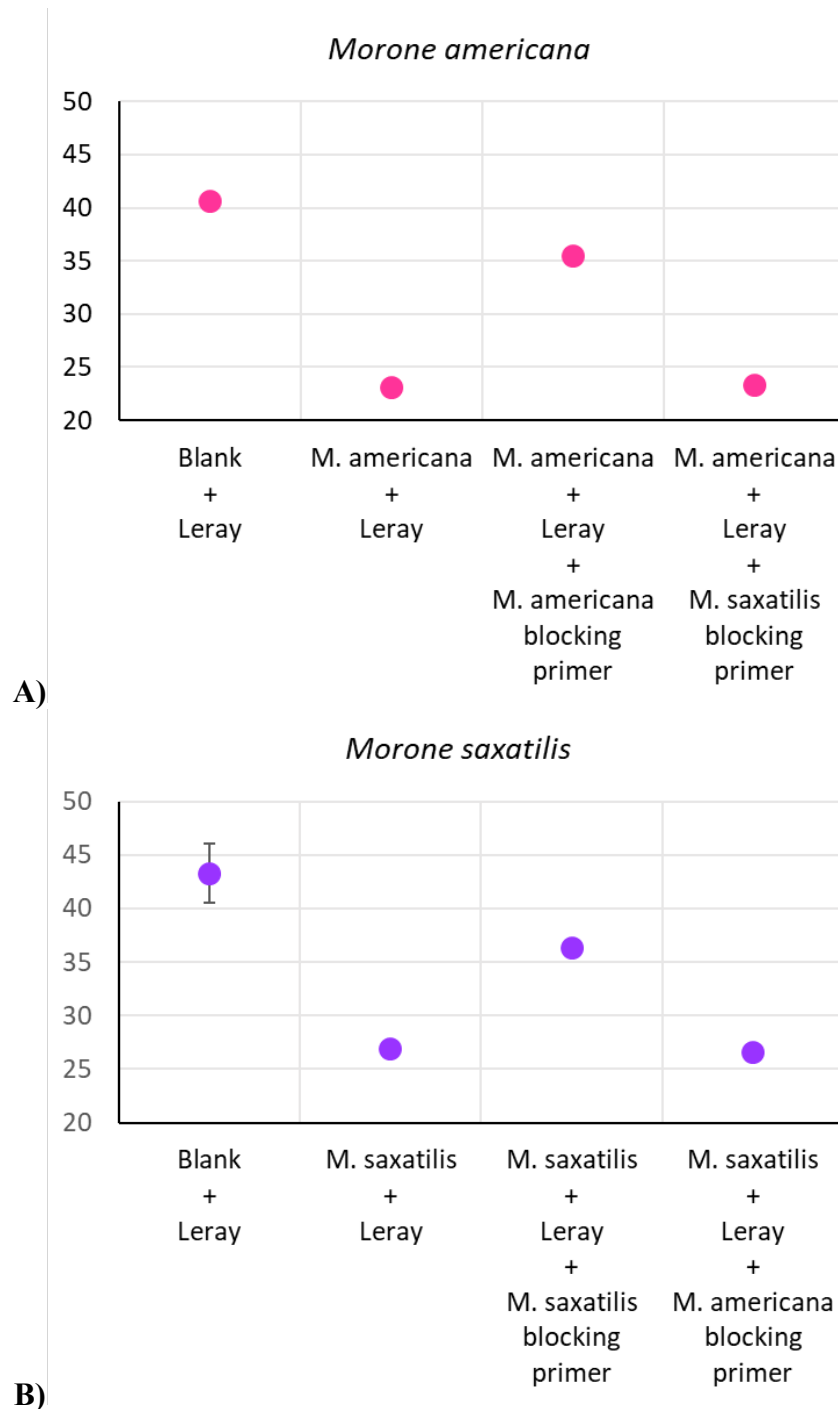 Morone americana
50
45
40
35
30
25
20
Blank M. americana M. americana M. americana
+ + + +
Leray Leray Leray Leray
+ +
M. americana M. saxatilis
blocking blocking
primer primer
A)
Morone saxatilis
50
45
40
35
30
25
20
Blank M. saxatilis M. saxatilis M. saxatilis
+ + + +
Leray Leray Leray Leray
+ +
M. saxatilis M. americana
blocking blocking
primer primer
B)